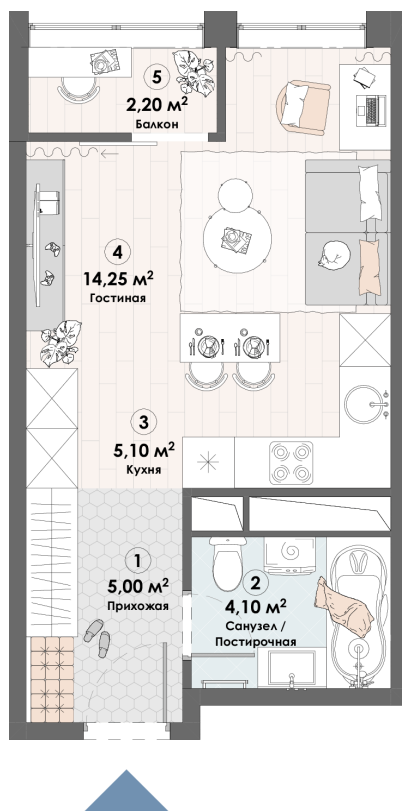 5
2,20 м²
Балкон
4
14,25 м²
Гостиная
3
5,10 м²
Кухня
1
5,00 м²
Прихожая
2
4,10 м²
Санузел /
Постирочная